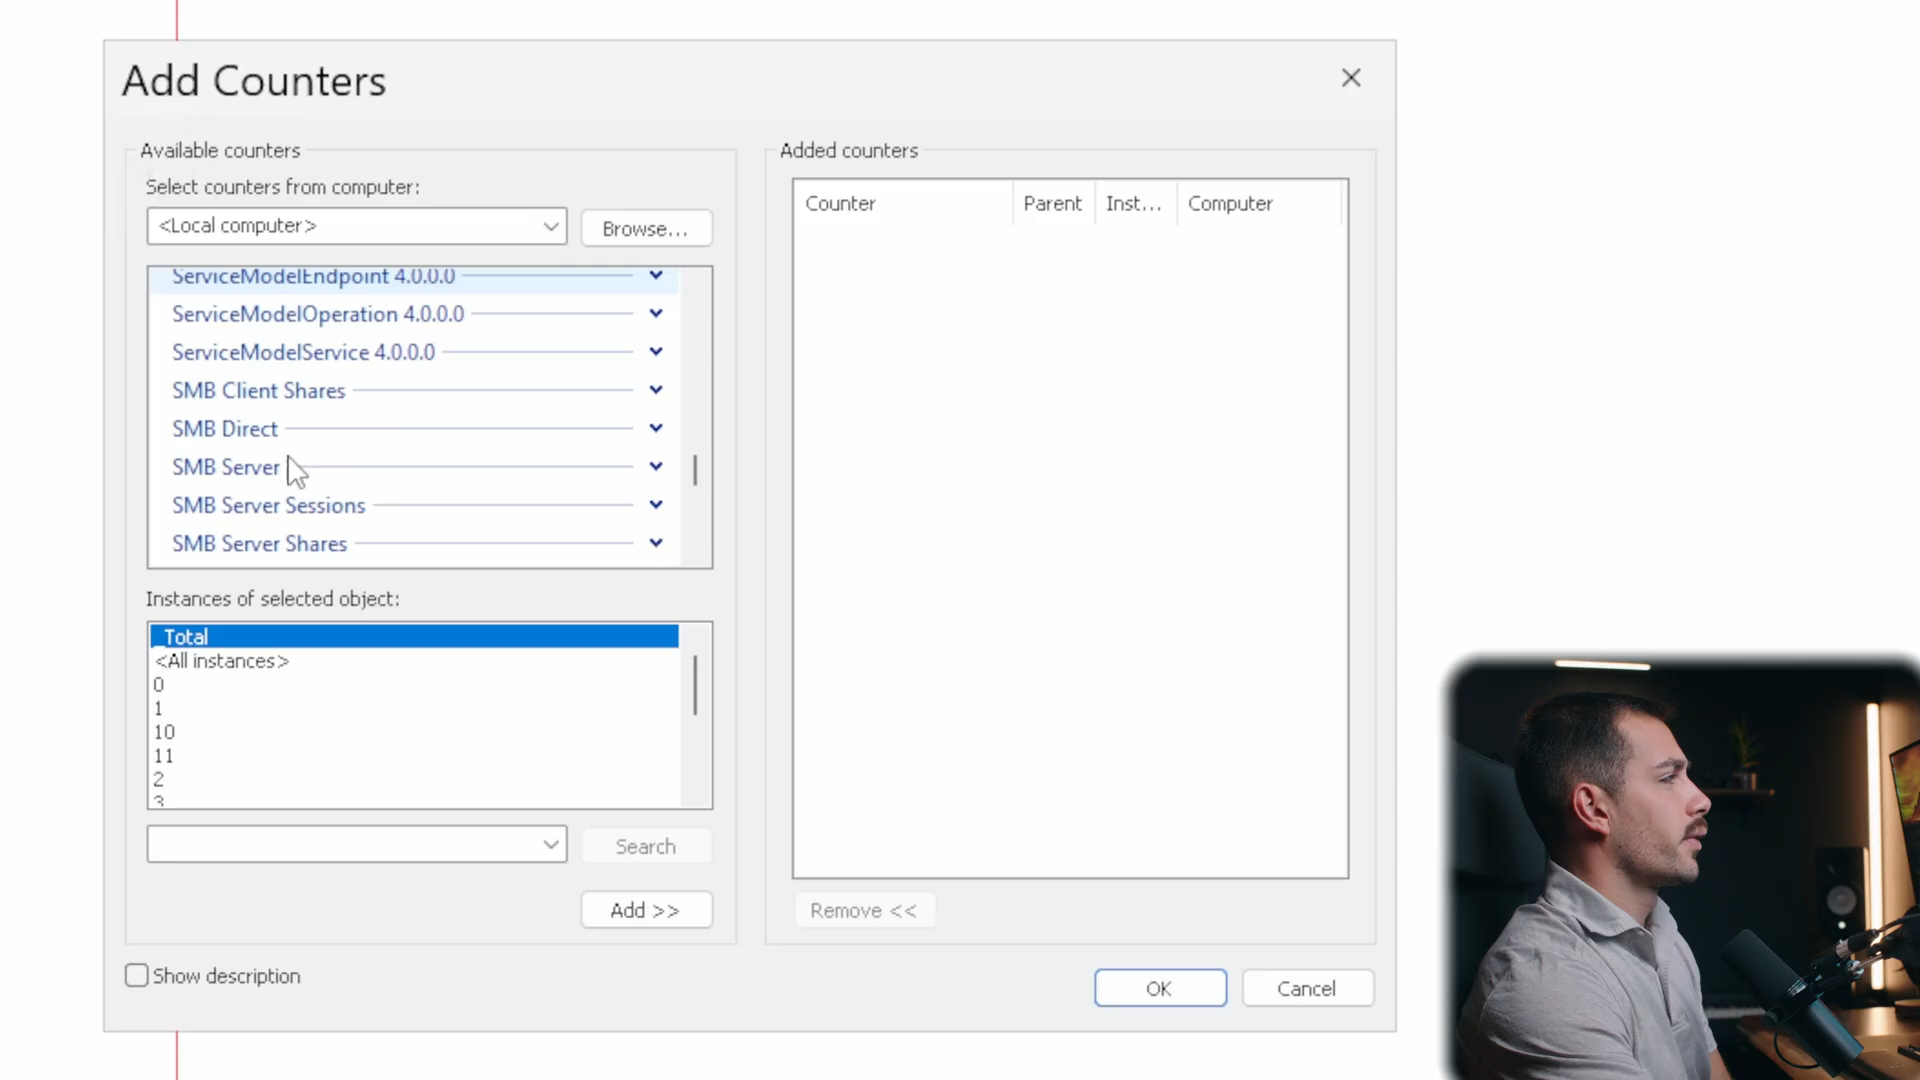 Add Counters
Available counters
Select counters from computer:
<Local computer>
Browse...
ServiceModelEndpoint 4.0.0.0
ServiceModelOperation 4.0.0.0
ServiceModelService 4.0.0.0
SMB Client Shares
SMB Direct
SMB Server
SMB Server Sessions
SMB Server Shares
Instances of selected object:
_Total
<All instances>
0
1
10
11
2
3
Search
Add >>
Show description
Added counters
Counter Parent Inst... Computer
Remove <<
OK
Cancel